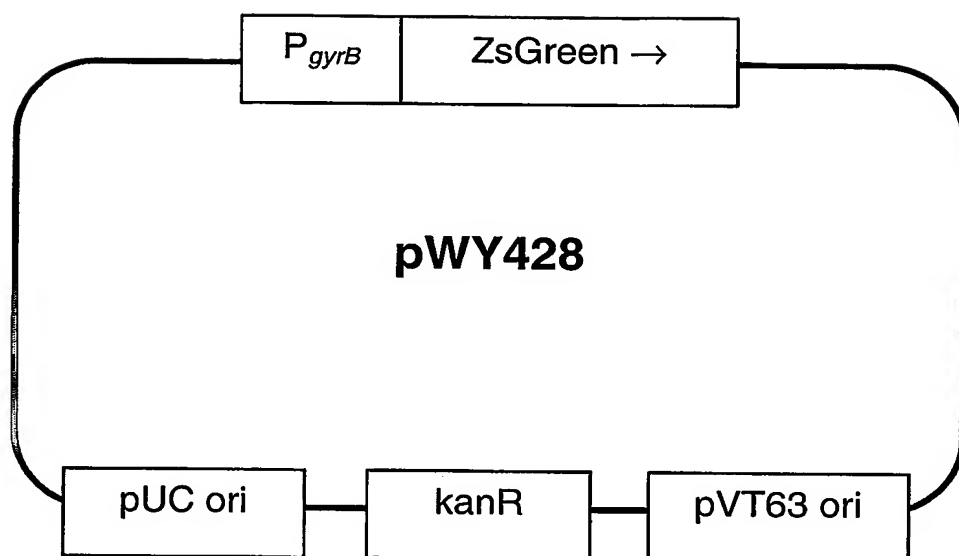 PgyrB ZsGreen →
pWY428
pUC ori kanR pVT63 ori